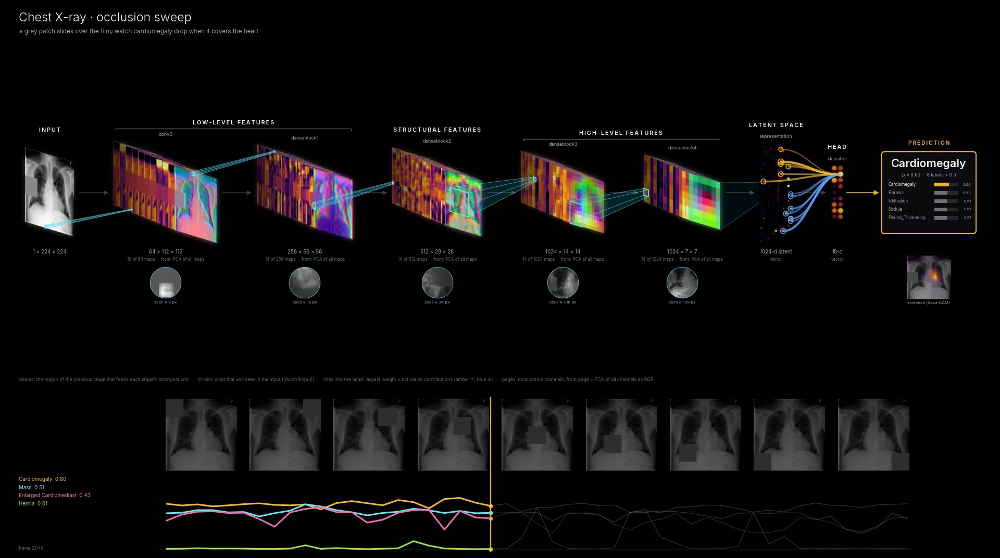 Chest X-ray · occlusion sweep
a grey patch slides over the film; watch cardiomegaly drop when it covers the heart
INPUT
LOW-LEVEL FEATURES
conv0
denseblock1
STRUCTURAL FEATURES
denseblock2
HIGH-LEVEL FEATURES
denseblock3
denseblock4
LATENT SPACE
representation
HEAD
classifier
PREDICTION
Cardiomegaly
p = 0.60 · 8 labels > 0.5
Cardiomegaly 0.60
Fibrosis 0.53
Infiltration 0.51
Nodule 0.51
Pleural_Thickening 0.51
1 × 224 × 224
64 × 112 × 112
10 of 64 maps · front: PCA of all maps
sees ≈ 9 px
256 × 56 × 56
14 of 256 maps · front: PCA of all maps
sees ≈ 18 px
512 × 28 × 28
14 of 512 maps · front: PCA of all maps
sees ≈ 36 px
1024 × 14 × 14
14 of 1024 maps · front: PCA of all maps
sees ≈ 106 px
1024 × 7 × 7
14 of 1024 maps · front: PCA of all maps
sees ≈ 139 px
1024-d latent
vector
18-d
vector
evidence (Grad-CAM)
beams: the region of the previous stage that feeds each stage's strongest unit · circles: what that unit sees in the input (|∂unit/∂input|) · lines into the head: largest weight × activation contributions (amber ↑, blue ↓) · pages: most active channels; front page = PCA of all channels as RGB
Cardiomegaly 0.60
Mass 0.51
Enlarged Cardiomediast 0.43
Hernia 0.01
frame 22/49